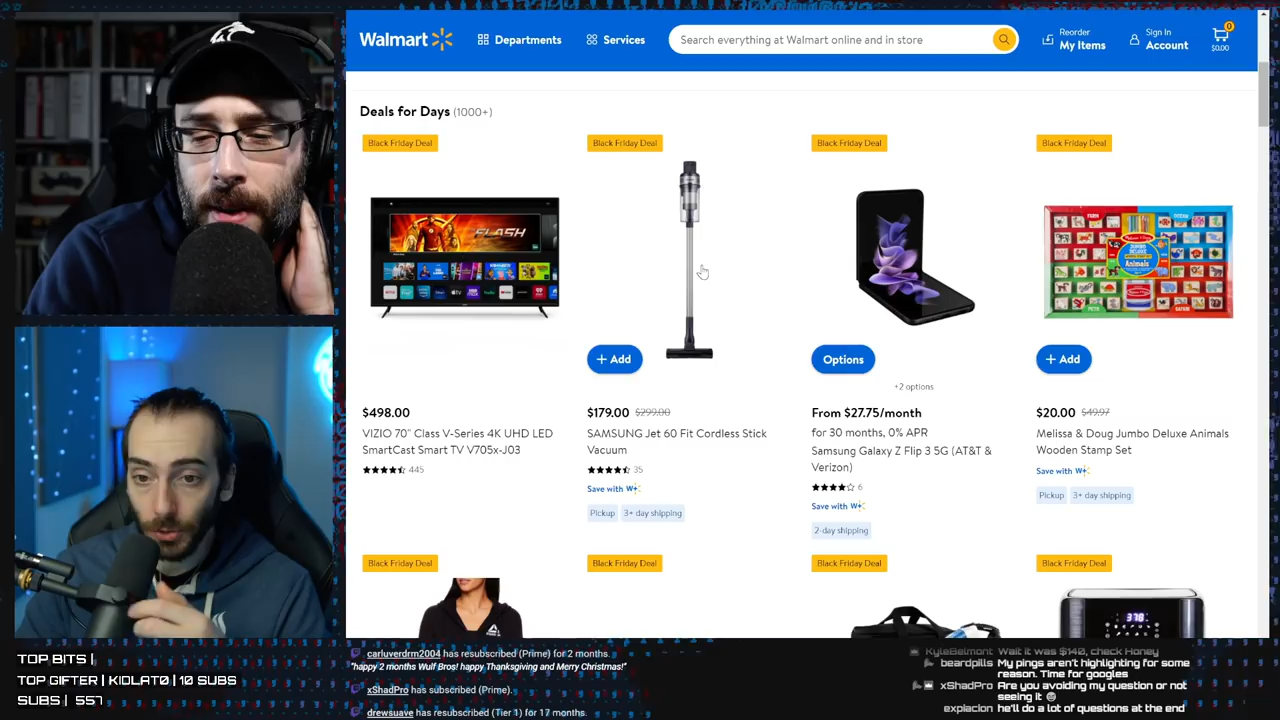 Walmart
Departments
Services
Search everything at Walmart online and in store
Reorder
My Items
Sign In
Account
0
$0.00
Deals for Days (1000+)
Black Friday Deal
Black Friday Deal
Black Friday Deal
Black Friday Deal
FLASH
+ Add
Options
+ Add
+2 options
$498.00
VIZIO 70" Class V-Series 4K UHD LED
SmartCast Smart TV V705x-J03
445
$179.00 $299.00
SAMSUNG Jet 60 Fit Cordless Stick
Vacuum
35
Save with W+
Pickup 3+ day shipping
From $27.75/month
for 30 months, 0% APR
Samsung Galaxy Z Flip 3 5G (AT&T &
Verizon)
6
Save with W+
2-day shipping
$20.00 $49.97
Melissa & Doug Jumbo Deluxe Animals
Wooden Stamp Set
Save with W+
Pickup 3+ day shipping
Black Friday Deal
Black Friday Deal
Black Friday Deal
Black Friday Deal
378
TOP BITS |
TOP GIFTER | KIDLAT0 | 10 SUBS
SUBS | 557
carluverdrm2004 has resubscribed (Prime) for 2 months.
"happy 2 months Wulf Bros! happy Thanksgiving and Merry Christmas!"
xShadPro has subscribed (Prime).
drewsuave has resubscribed (Tier 1) for 17 months.
KyleBelmont Wait it was $140, check Honey
beardpills My pings aren't highlighting for some
reason. Time for googles
xShadPro Are you avoiding my question or not
seeing it
explacion he'll do a lot of questions at the end